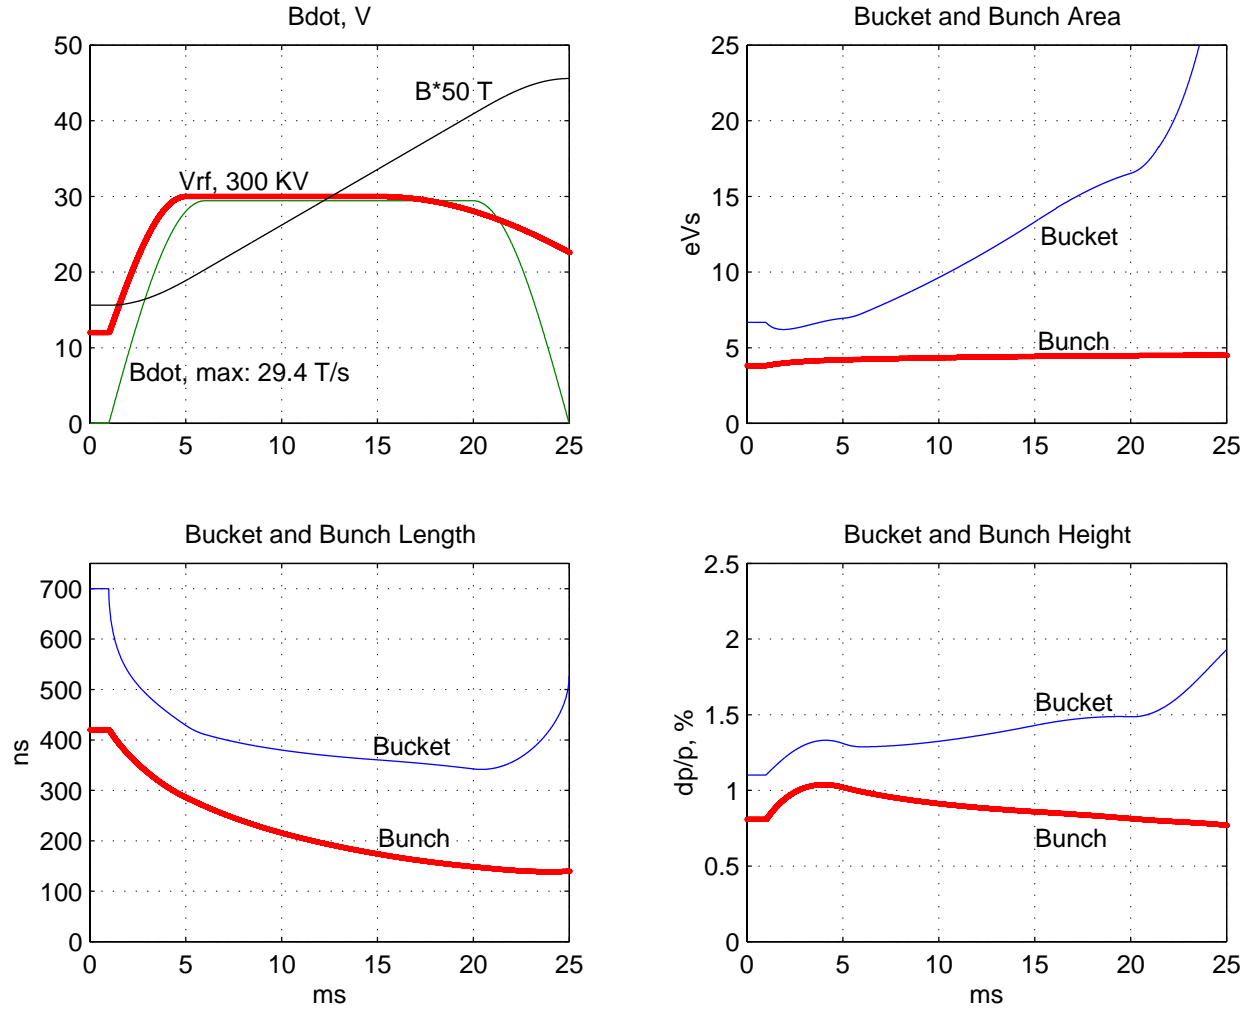 Bdot, V
50
40
30
20
10
0
B*50 T
Vrf, 300 KV
Bdot, max: 29.4 T/s
0 5 10 15 20 25
Bucket and Bunch Area
25
20
15
10
5
0
eVs
Bucket
Bunch
0 5 10 15 20 25
Bucket and Bunch Length
700
600
500
400
300
200
100
0
ns
Bucket
Bunch
0 5 10 15 20 25
ms
Bucket and Bunch Height
2.5
2
1.5
1
0.5
0
dp/p, %
Bucket
Bunch
0 5 10 15 20 25
ms